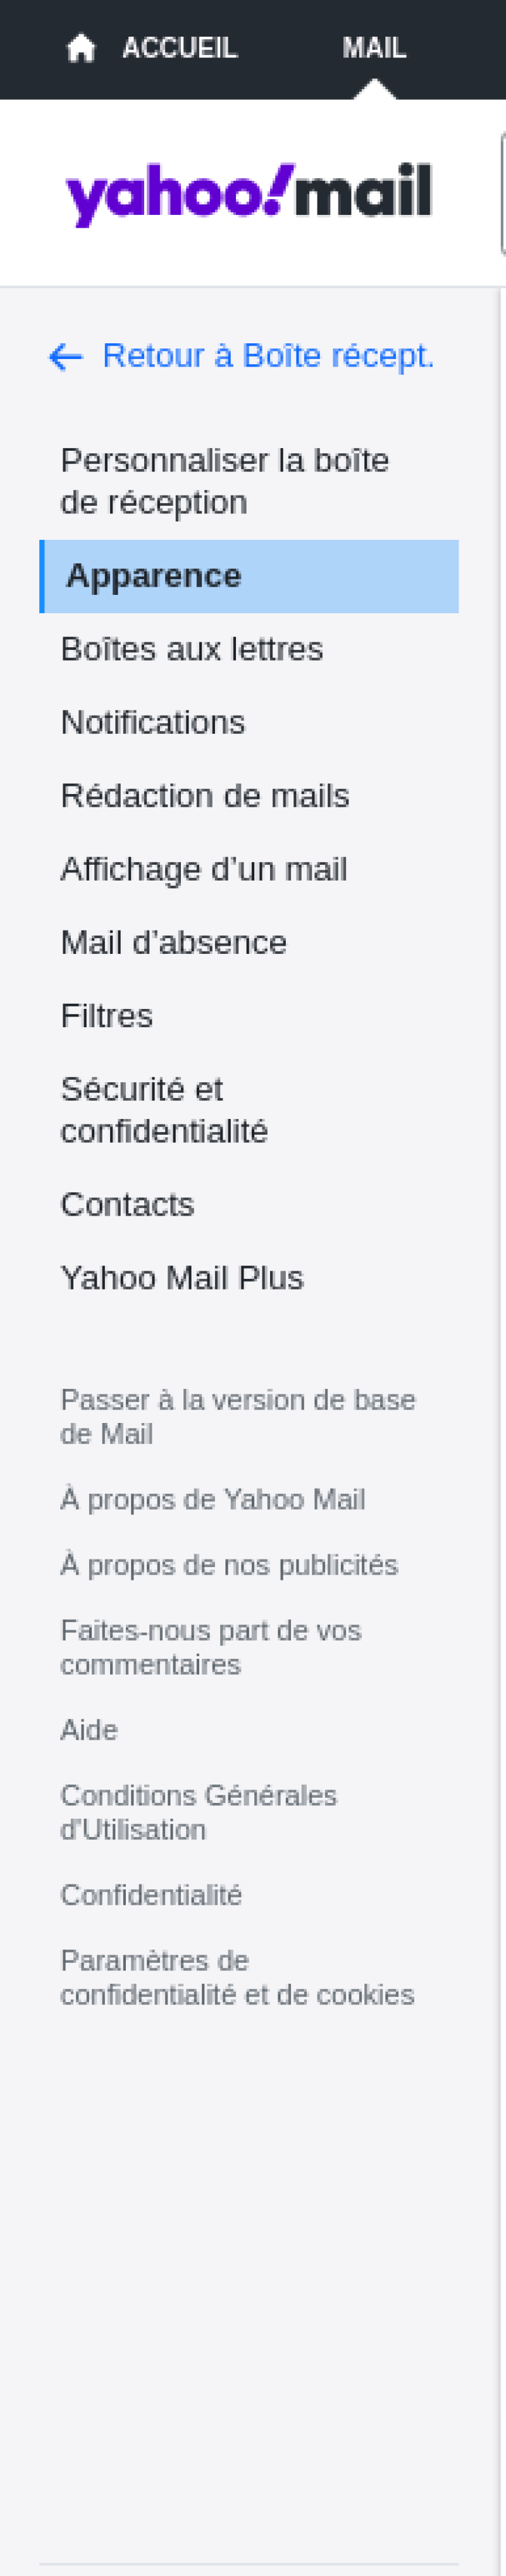 ACCUEIL MAIL
yahoo!mail
Retour à Boîte récept.
Personnaliser la boîte
de réception
Apparence
Boîtes aux lettres
Notifications
Rédaction de mails
Affichage d’un mail
Mail d’absence
Filtres
Sécurité et
confidentialité
Contacts
Yahoo Mail Plus
Passer à la version de base
de Mail
À propos de Yahoo Mail
À propos de nos publicités
Faites-nous part de vos
commentaires
Aide
Conditions Générales
d'Utilisation
Confidentialité
Paramètres de
confidentialité et de cookies